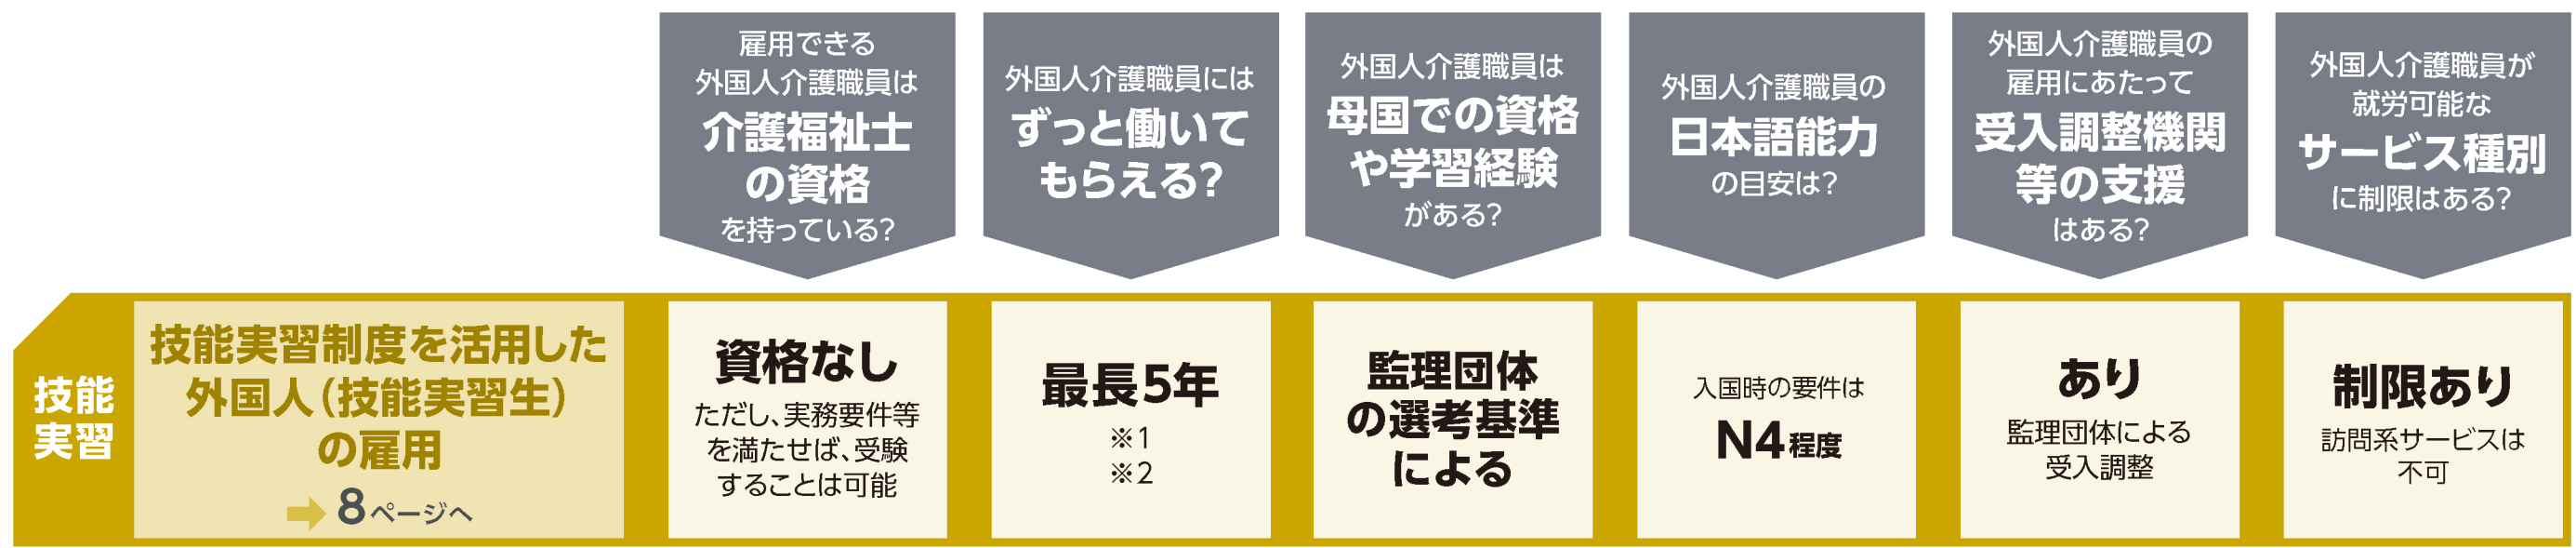 雇用できる
外国人介護職員は
介護福祉士
の資格
を持っている?
外国人介護職員には
ずっと働いて
もらえる?
外国人介護職員は
母国での資格
や学習経験
がある?
外国人介護職員の
日本語能力
の目安は?
外国人介護職員の
雇用にあたって
受入調整機関
等の支援
はある?
外国人介護職員が
就労可能な
サービス種別
に制限はある?
技能
実習
技能実習制度を活用した
外国人(技能実習生)
の雇用
➡ 8ページへ
資格なし
ただし、実務要件等
を満たせば、受験
することは可能
最長5年
※1
※2
監理団体
の選考基準
による
入国時の要件は
N4程度
あり
監理団体による
受入調整
制限あり
訪問系サービスは
不可